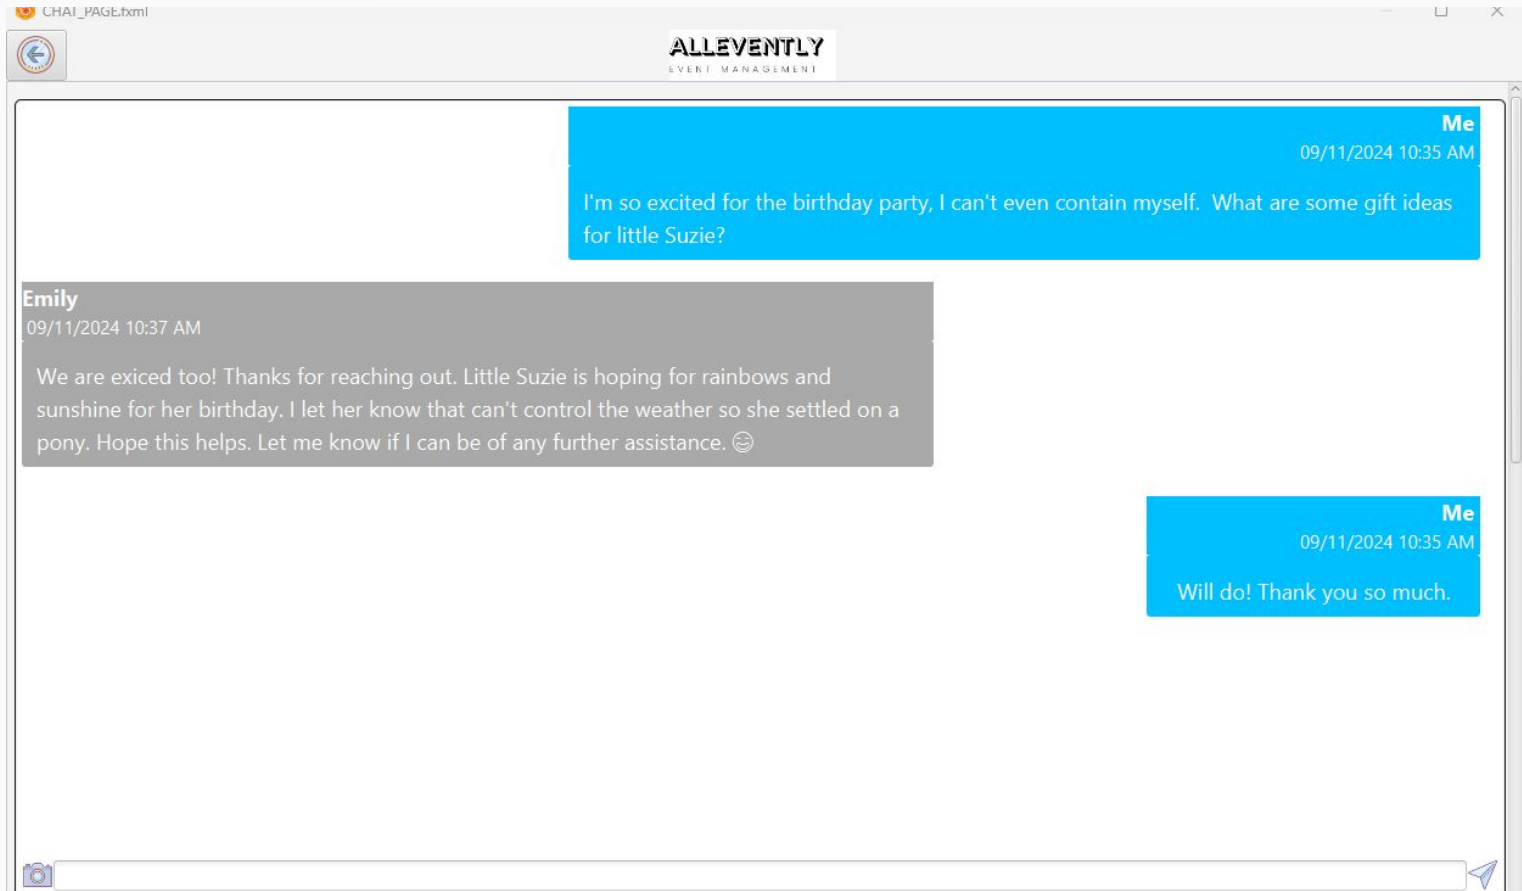 CHAT_PAGE.fxml
ALLEVENTLY
EVENT MANAGEMENT
Me
09/11/2024 10:35 AM
I'm so excited for the birthday party, I can't even contain myself.  What are some gift ideas
for little Suzie?
Emily
09/11/2024 10:37 AM
We are exiced too! Thanks for reaching out. Little Suzie is hoping for rainbows and
sunshine for her birthday. I let her know that can't control the weather so she settled on a
pony. Hope this helps. Let me know if I can be of any further assistance. 😊
Me
09/11/2024 10:35 AM
Will do! Thank you so much.